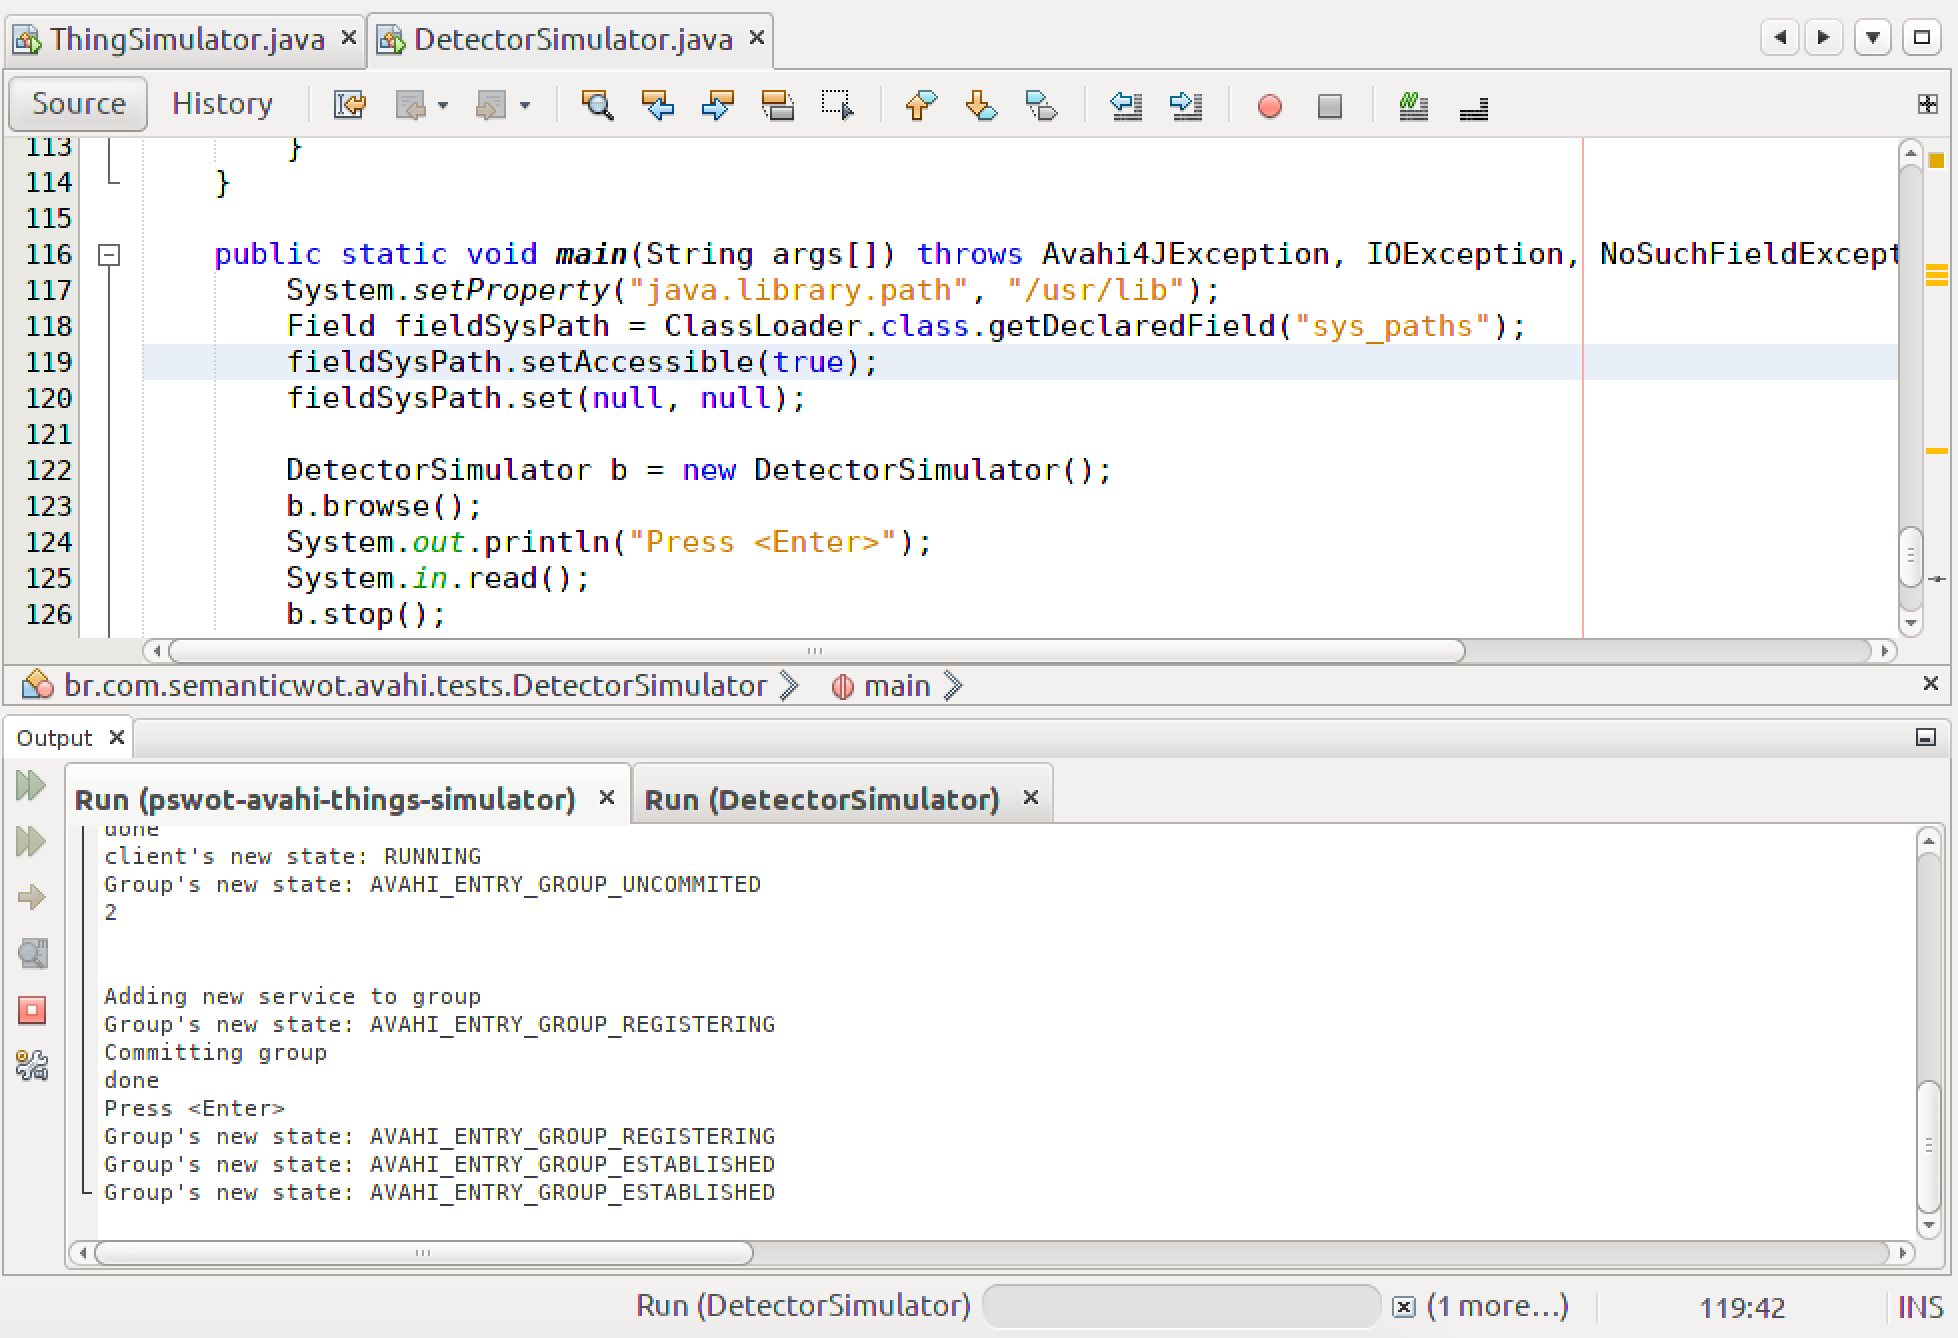 ThingSimulator.java DetectorSimulator.java
Source History
113 }
114 }
115
116 public static void main(String args[]) throws Avahi4JException, IOException, NoSuchFieldExcept
117 System.setProperty("java.library.path", "/usr/lib");
118 Field fieldSysPath = ClassLoader.class.getDeclaredField("sys_paths");
119 fieldSysPath.setAccessible(true);
120 fieldSysPath.set(null, null);
121
122 DetectorSimulator b = new DetectorSimulator();
123 b.browse();
124 System.out.println("Press <Enter>");
125 System.in.read();
126 b.stop();
br.com.semanticwot.avahi.tests.DetectorSimulator main
Output
Run (pswot-avahi-things-simulator) Run (DetectorSimulator)
done
client's new state: RUNNING
Group's new state: AVAHI_ENTRY_GROUP_UNCOMMITED
2
Adding new service to group
Group's new state: AVAHI_ENTRY_GROUP_REGISTERING
Committing group
done
Press <Enter>
Group's new state: AVAHI_ENTRY_GROUP_REGISTERING
Group's new state: AVAHI_ENTRY_GROUP_ESTABLISHED
Group's new state: AVAHI_ENTRY_GROUP_ESTABLISHED
Run (DetectorSimulator) (1 more...) 119:42 INS